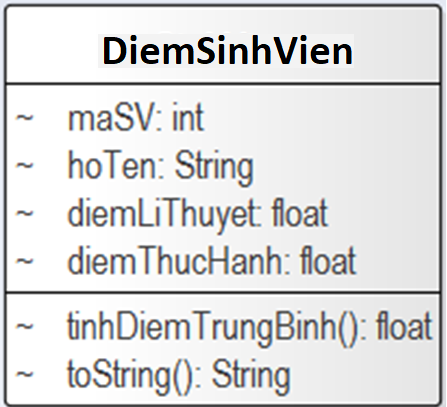 DiemSinhVien
~ maSV: int
~ hoTen: String
~ diemLiThuyet: float
~ diemThucHanh: float
~ tinhDiemTrungBinh(): float
~ toString(): String